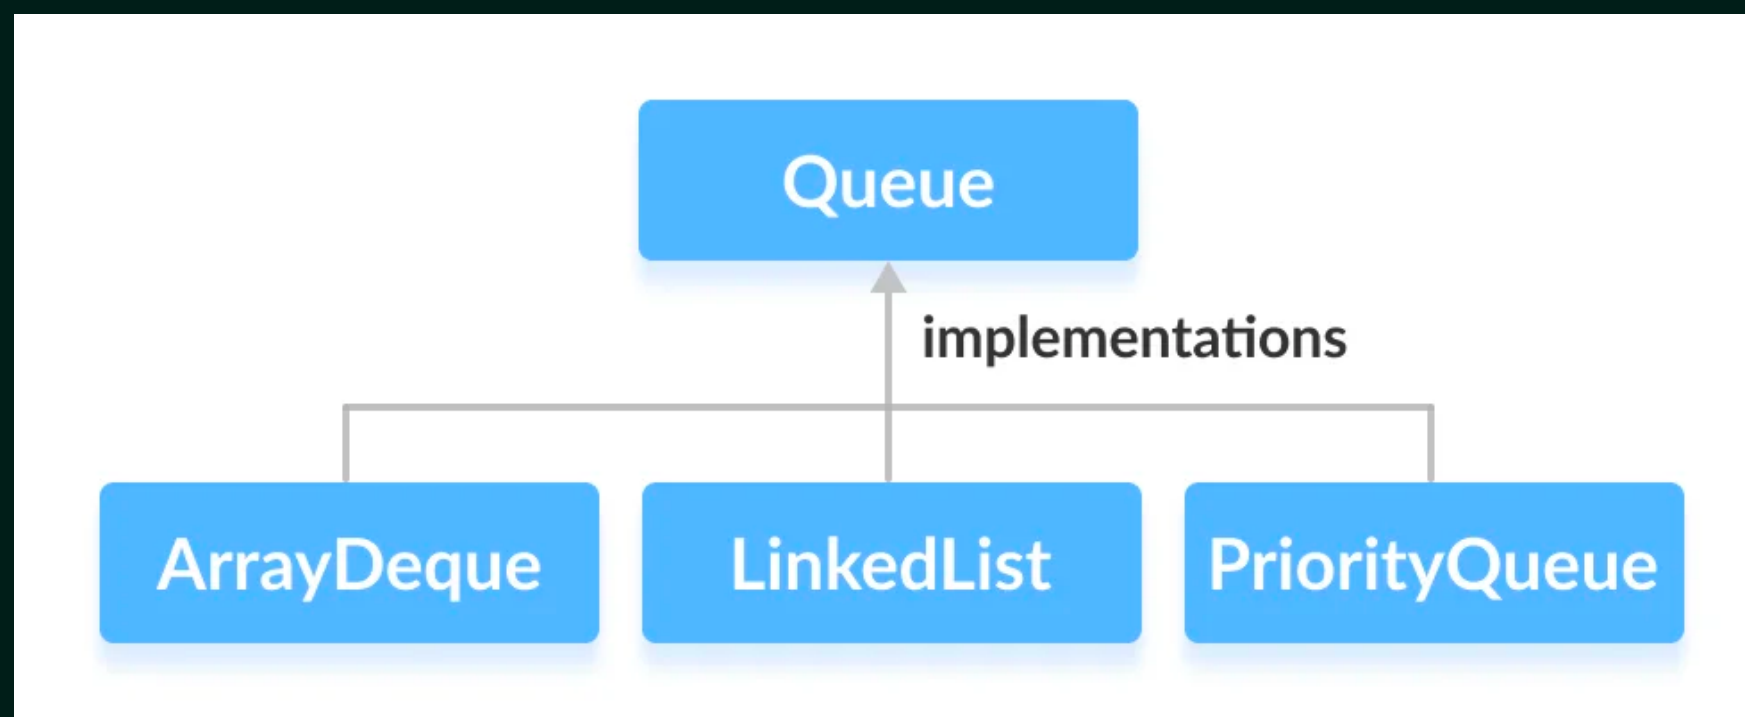 Queue
implementations
ArrayDeque
LinkedList
PriorityQueue